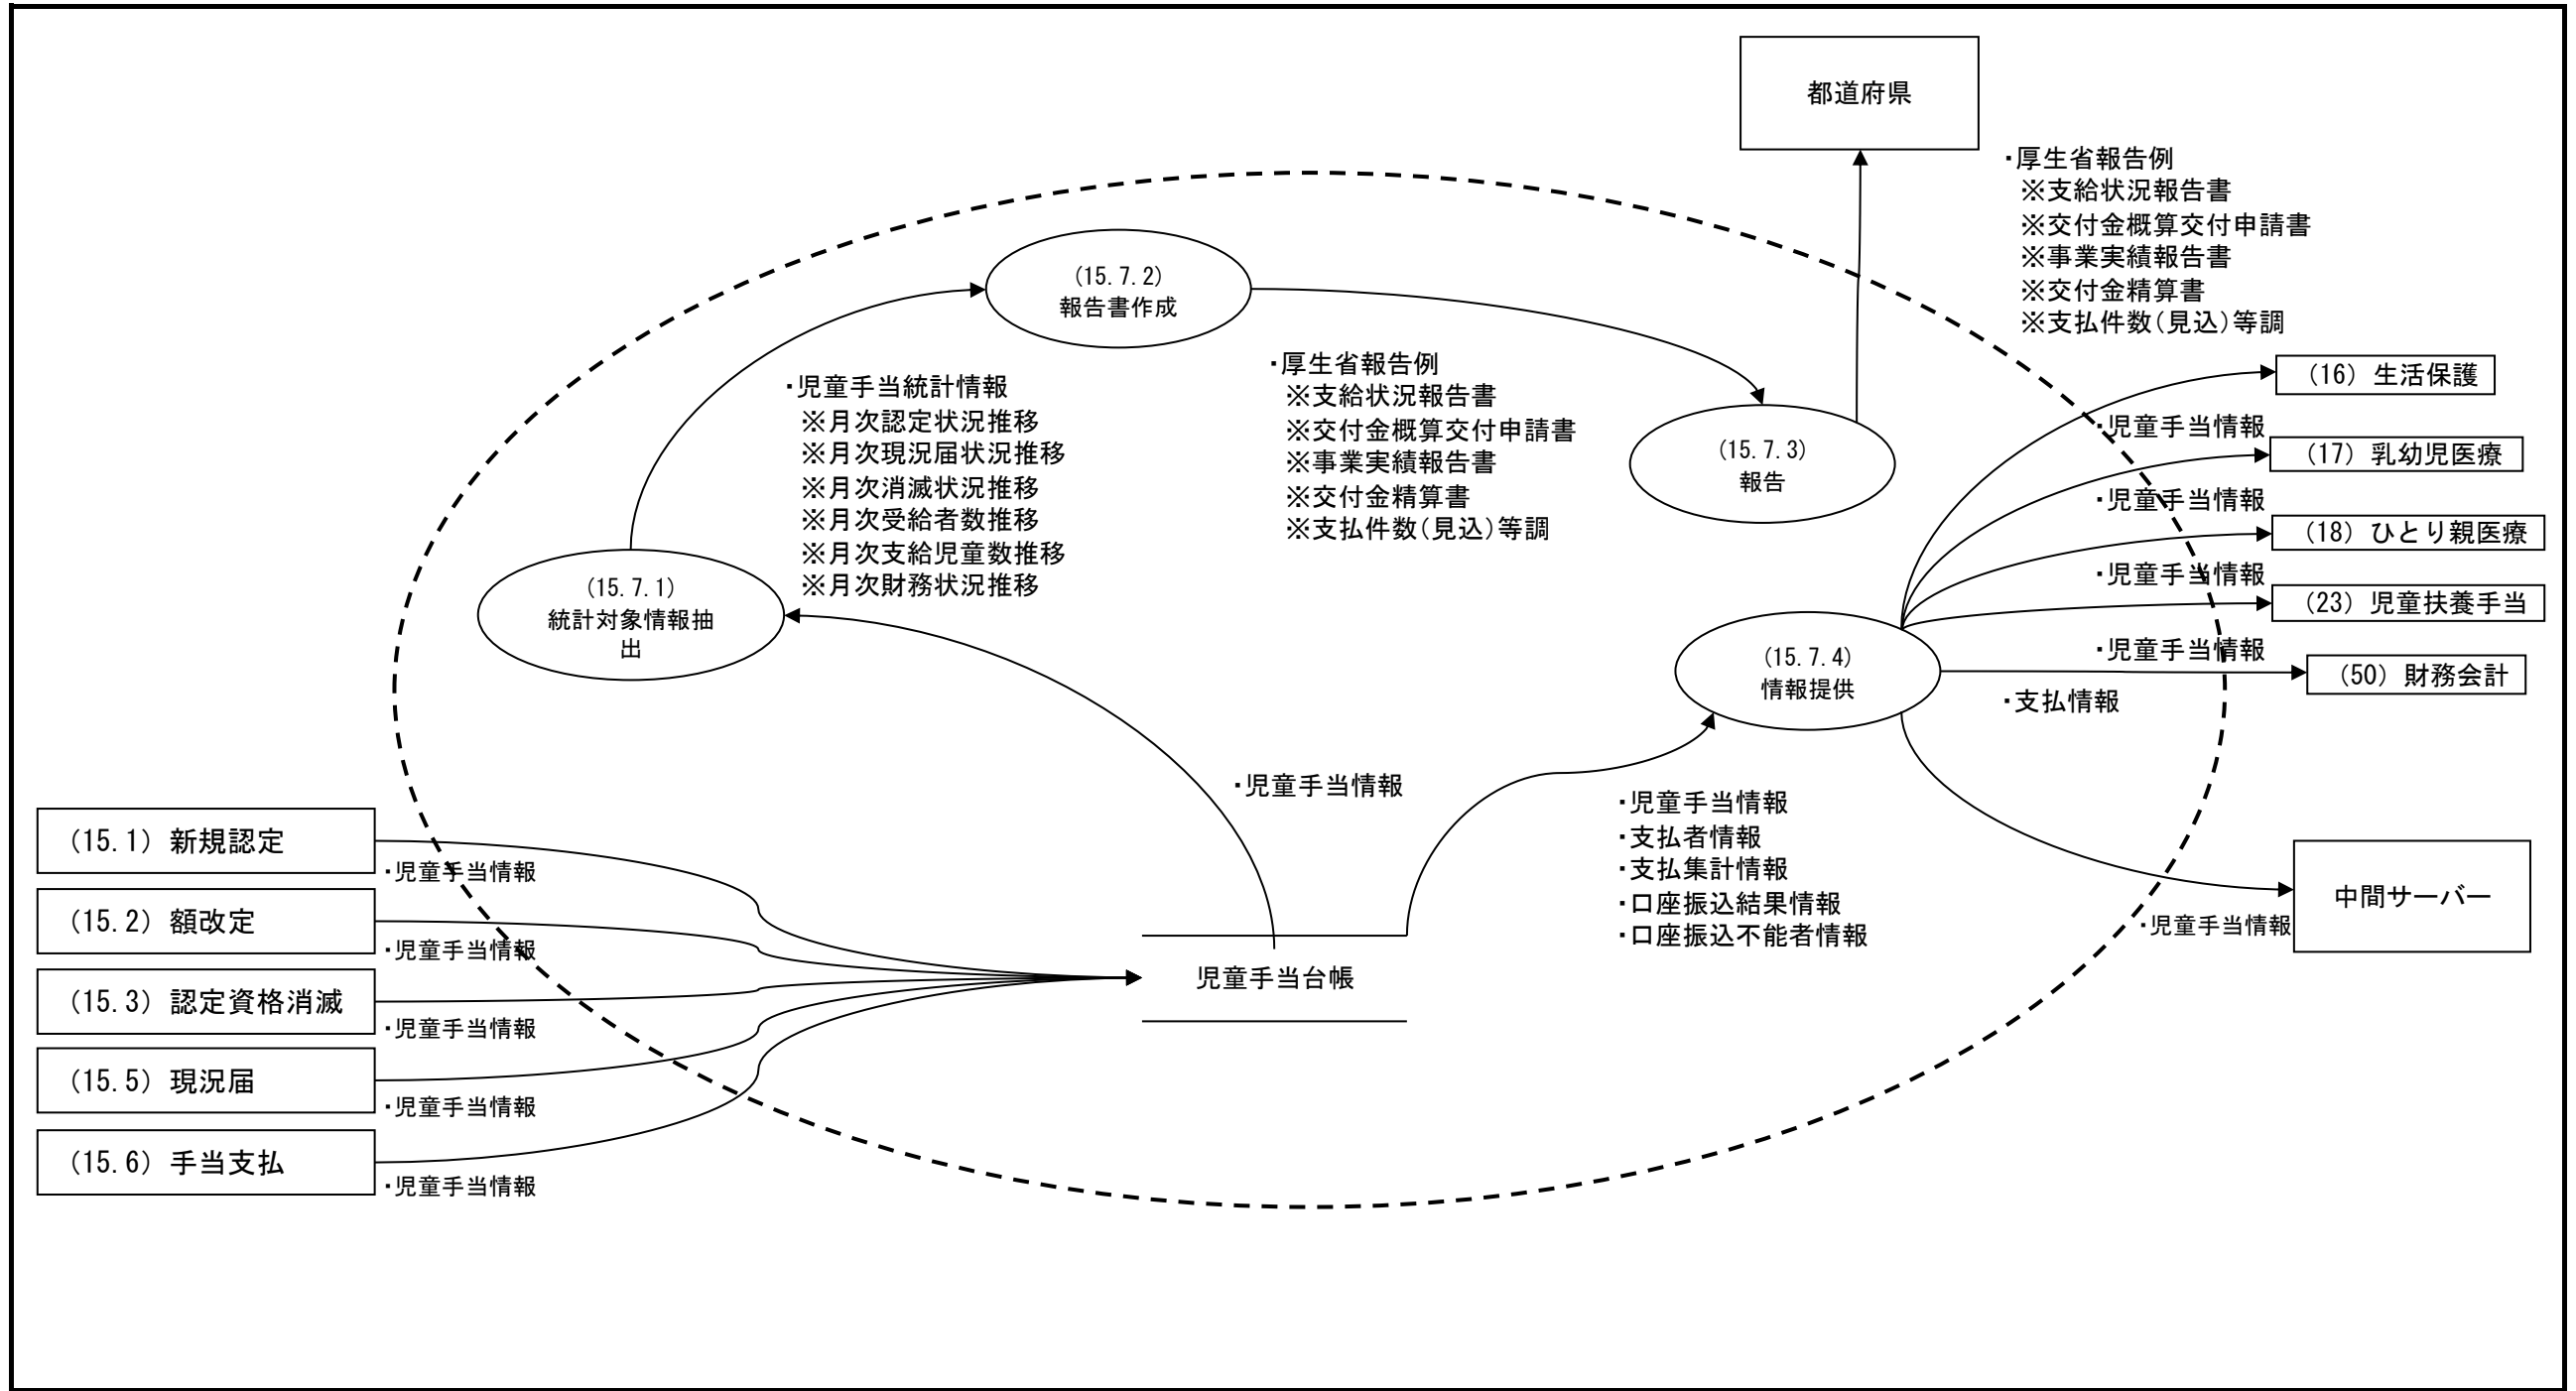 都道府県
・厚生省報告例
※支給状況報告書
※交付金概算交付申請書
※事業実績報告書
※交付金精算書
※支払件数(見込)等調
(15.7.2)
報告書作成
・児童手当統計情報
※月次認定状況推移
※月次現況届状況推移
※月次消滅状況推移
※月次受給者数推移
※月次支給児童数推移
※月次財務状況推移
・厚生省報告例
※支給状況報告書
※交付金概算交付申請書
※事業実績報告書
※交付金精算書
※支払件数(見込)等調
(15.7.3)
報告
(16) 生活保護
・児童手当情報
(17) 乳幼児医療
・児童手当情報
(18) ひとり親医療
・児童手当情報
(23) 児童扶養手当
・児童手当情報
(50) 財務会計
・支払情報
(15.7.1)
統計対象情報抽
出
(15.7.4)
情報提供
・児童手当情報
・児童手当情報
・支払者情報
・支払集計情報
・口座振込結果情報
・口座振込不能者情報
中間サーバー
・児童手当情報
(15.1) 新規認定
・児童手当情報
(15.2) 額改定
・児童手当情報
(15.3) 認定資格消滅
・児童手当情報
(15.5) 現況届
・児童手当情報
(15.6) 手当支払
・児童手当情報
児童手当台帳